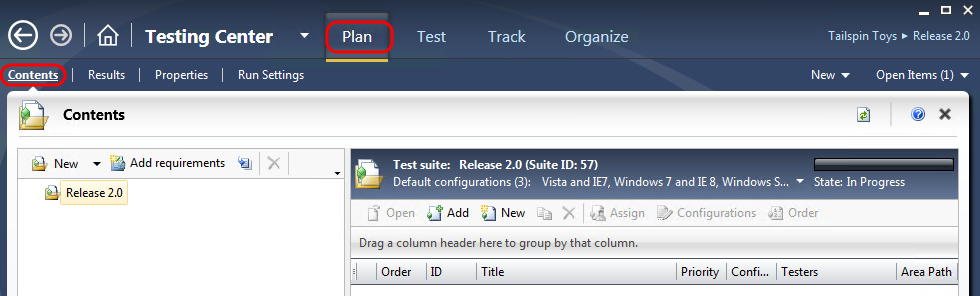 Testing Center Plan Test Track Organize Tailspin Toys ▸ Release 2.0
Contents Results Properties Run Settings New Open Items (1)
Contents
New Add requirements
Release 2.0
Test suite: Release 2.0 (Suite ID: 57)
Default configurations (3): Vista and IE7, Windows 7 and IE 8, Windows S... State: In Progress
Open Add New Assign Configurations Order
Drag a column header here to group by that column.
Order ID Title Priority Confi... Testers Area Path